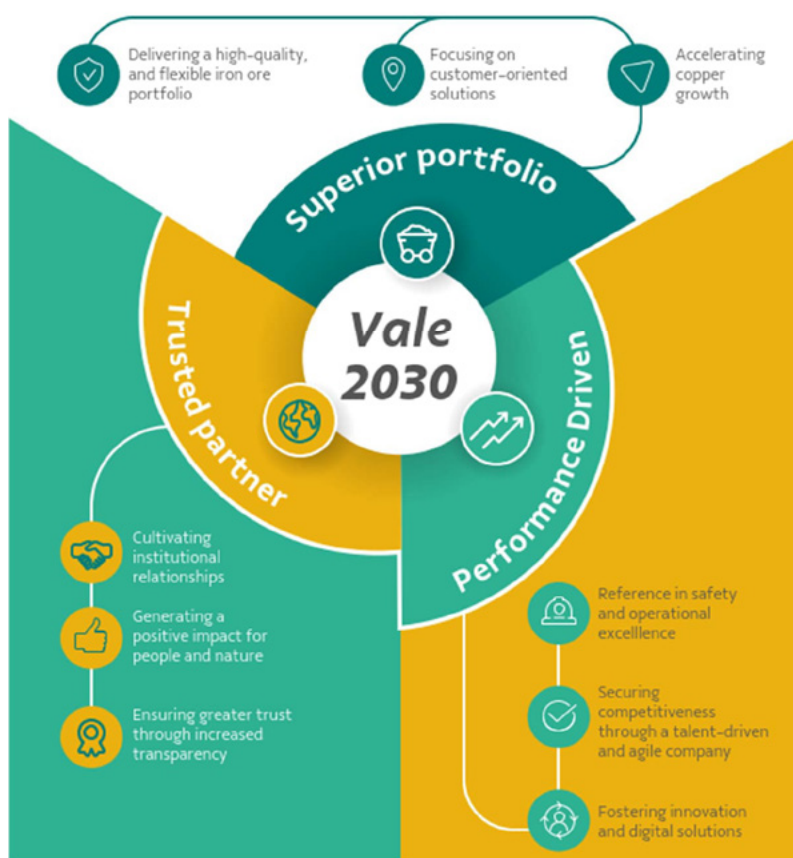 Delivering a high-quality,
and flexible iron ore
portfolio
Focusing on
customer-oriented
solutions
Accelerating
copper
growth
Superior portfolio
Vale
2030
Trusted partner
Performance Driven
Cultivating
institutional
relationships
Generating a
positive impact for
people and nature
Ensuring greater trust
through increased
transparency
Reference in safety
and operational
excelllence
Securing
competitiveness
through a talent-driven
and agile company
Fostering innovation
and digital solutions